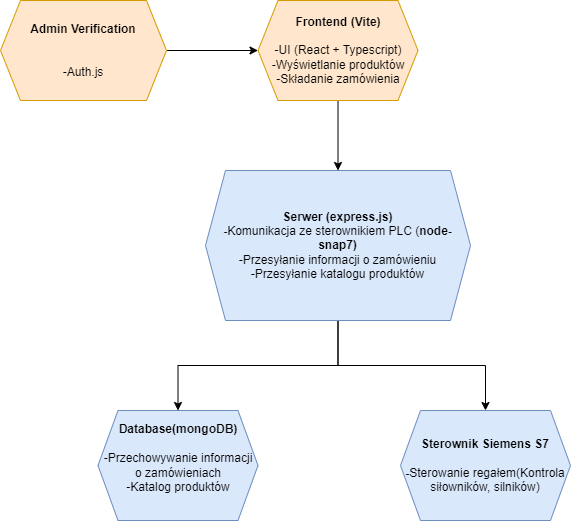 Admin Verification
-Auth.js
Frontend (Vite)
-UI (React + Typescript)
-Wyświetlanie produktów
-Składanie zamówienia
Serwer (express.js)
-Komunikacja ze sterownikiem PLC (node-
snap7)
-Przesyłanie informacji o zamówieniu
-Przesyłanie katalogu produktów
Database(mongoDB)
-Przechowywanie informacji
o zamówieniach
-Katalog produktów
Sterownik Siemens S7
-Sterowanie regałem(Kontrola
siłowników, silników)